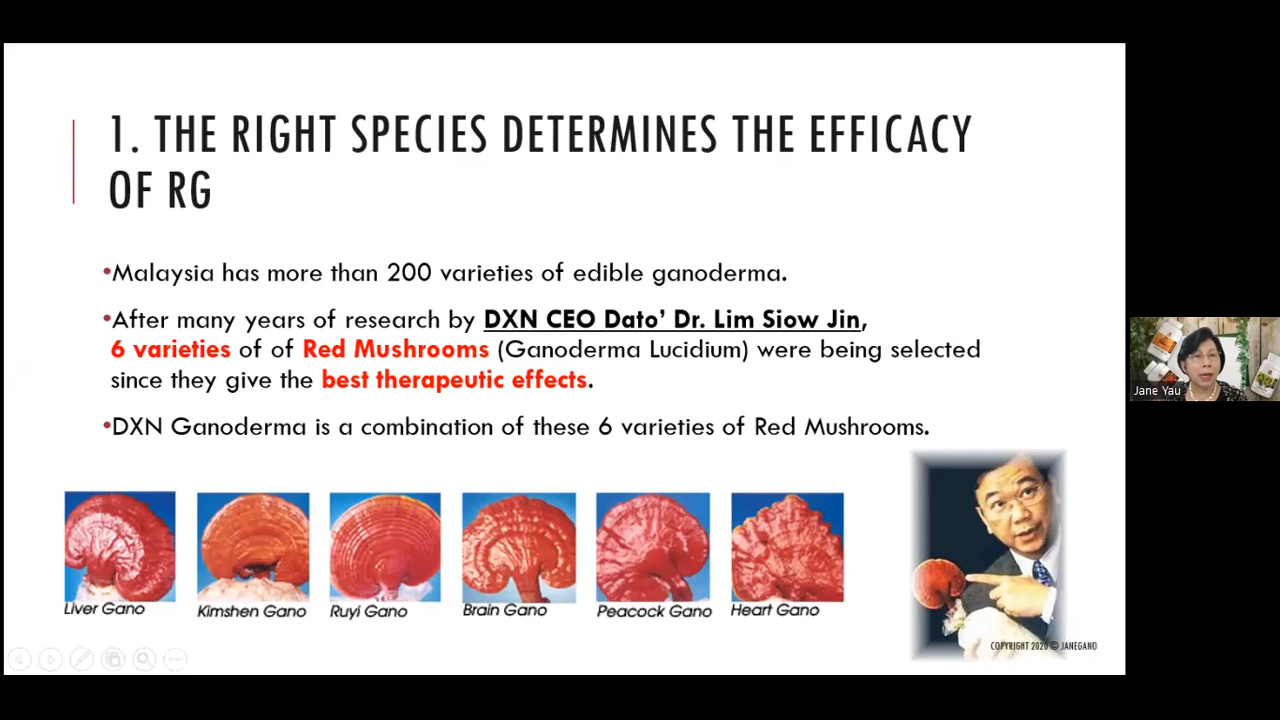 1. THE RIGHT SPECIES DETERMINES THE EFFICACY
OF RG
•Malaysia has more than 200 varieties of edible ganoderma.
•After many years of research by DXN CEO Dato’ Dr. Lim Siow Jin,
6 varieties of of Red Mushrooms (Ganoderma Lucidium) were being selected
since they give the best therapeutic effects.
•DXN Ganoderma is a combination of these 6 varieties of Red Mushrooms.
Liver Gano
Kimshen Gano
Ruyi Gano
Brain Gano
Peacock Gano
Heart Gano
COPYRIGHT 2020 © JANEGANO
Jane Yau